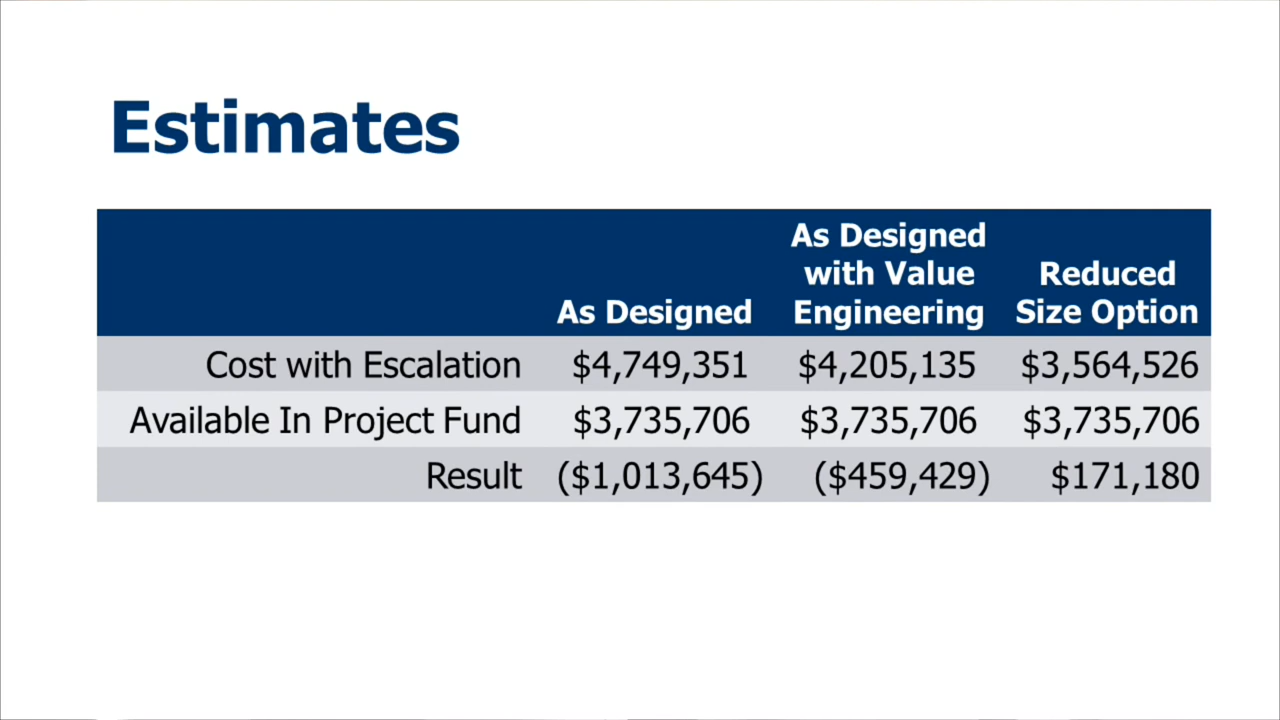 Estimates
As Designed
with Value
Engineering
As Designed
Reduced
Size Option
Cost with Escalation $4,749,351 $4,205,135 $3,564,526
Available In Project Fund $3,735,706 $3,735,706 $3,735,706
Result ($1,013,645) ($459,429) $171,180